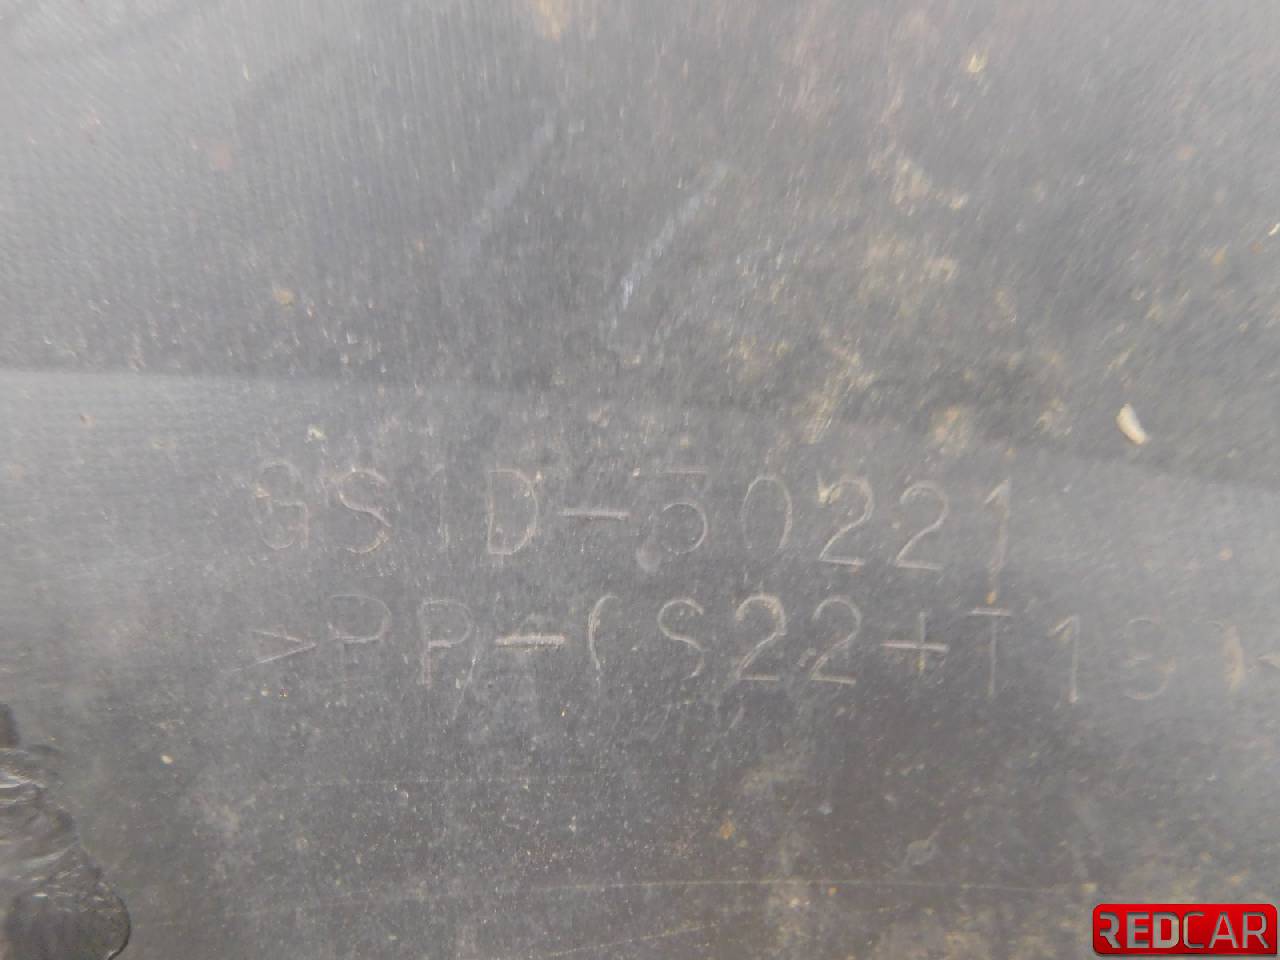 GS1D-50221
>PP-(S22+T19)<
REDCAR